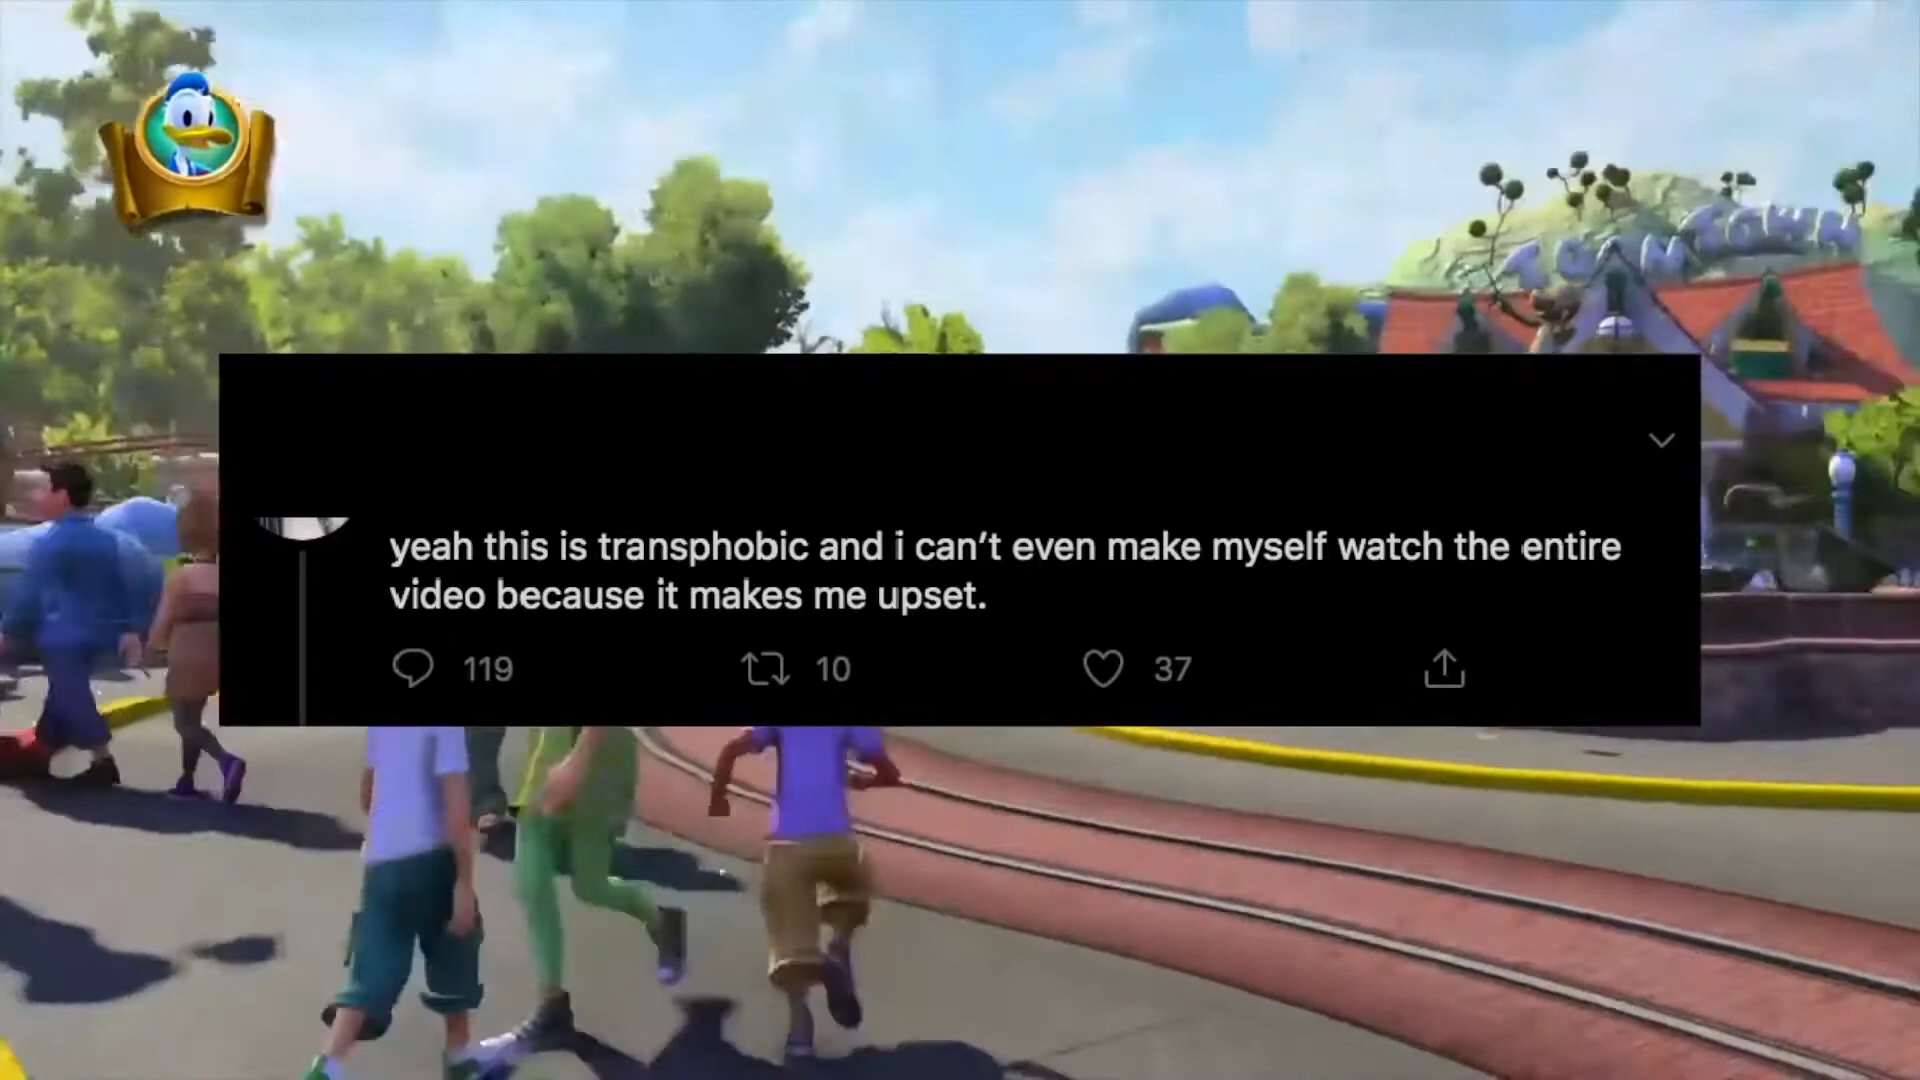 TOONTOWN
yeah this is transphobic and i can’t even make myself watch the entire
video because it makes me upset.
119 10 37